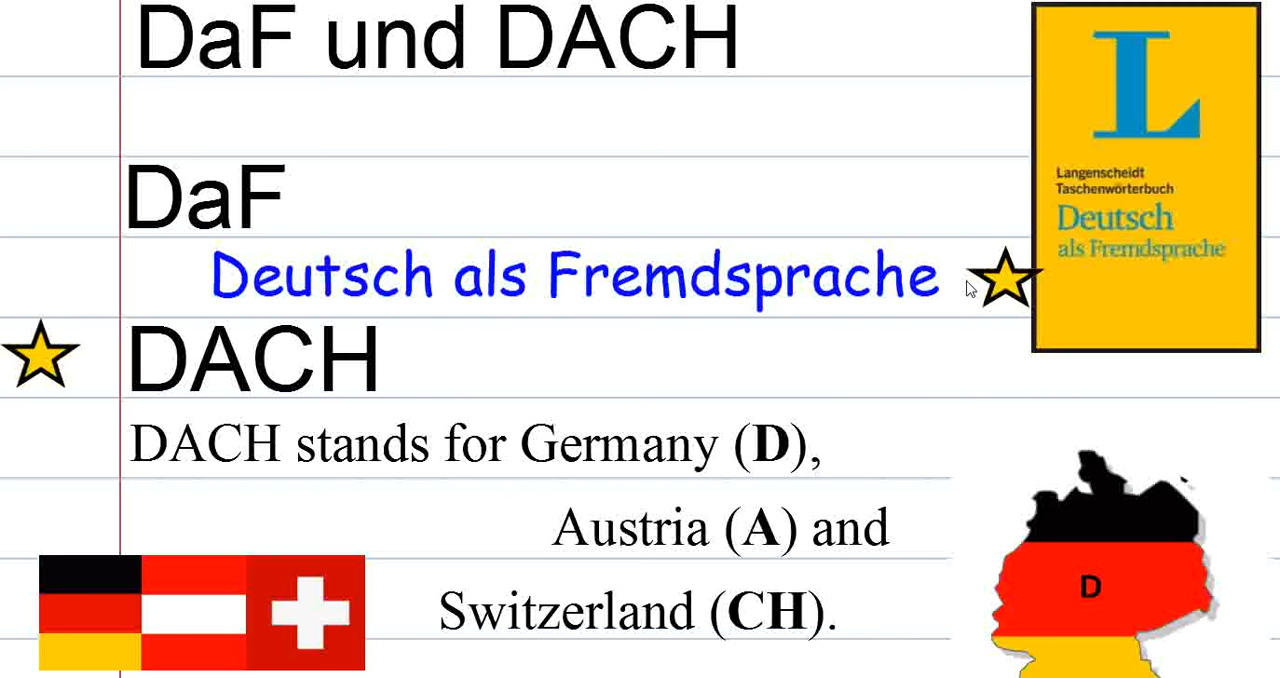 DaF und DACH
DaF
Deutsch als Fremdsprache
DACH
DACH stands for Germany (D),
Austria (A) and
Switzerland (CH).
L
Langenscheidt
Taschenwörterbuch
Deutsch
als Fremdsprache
D